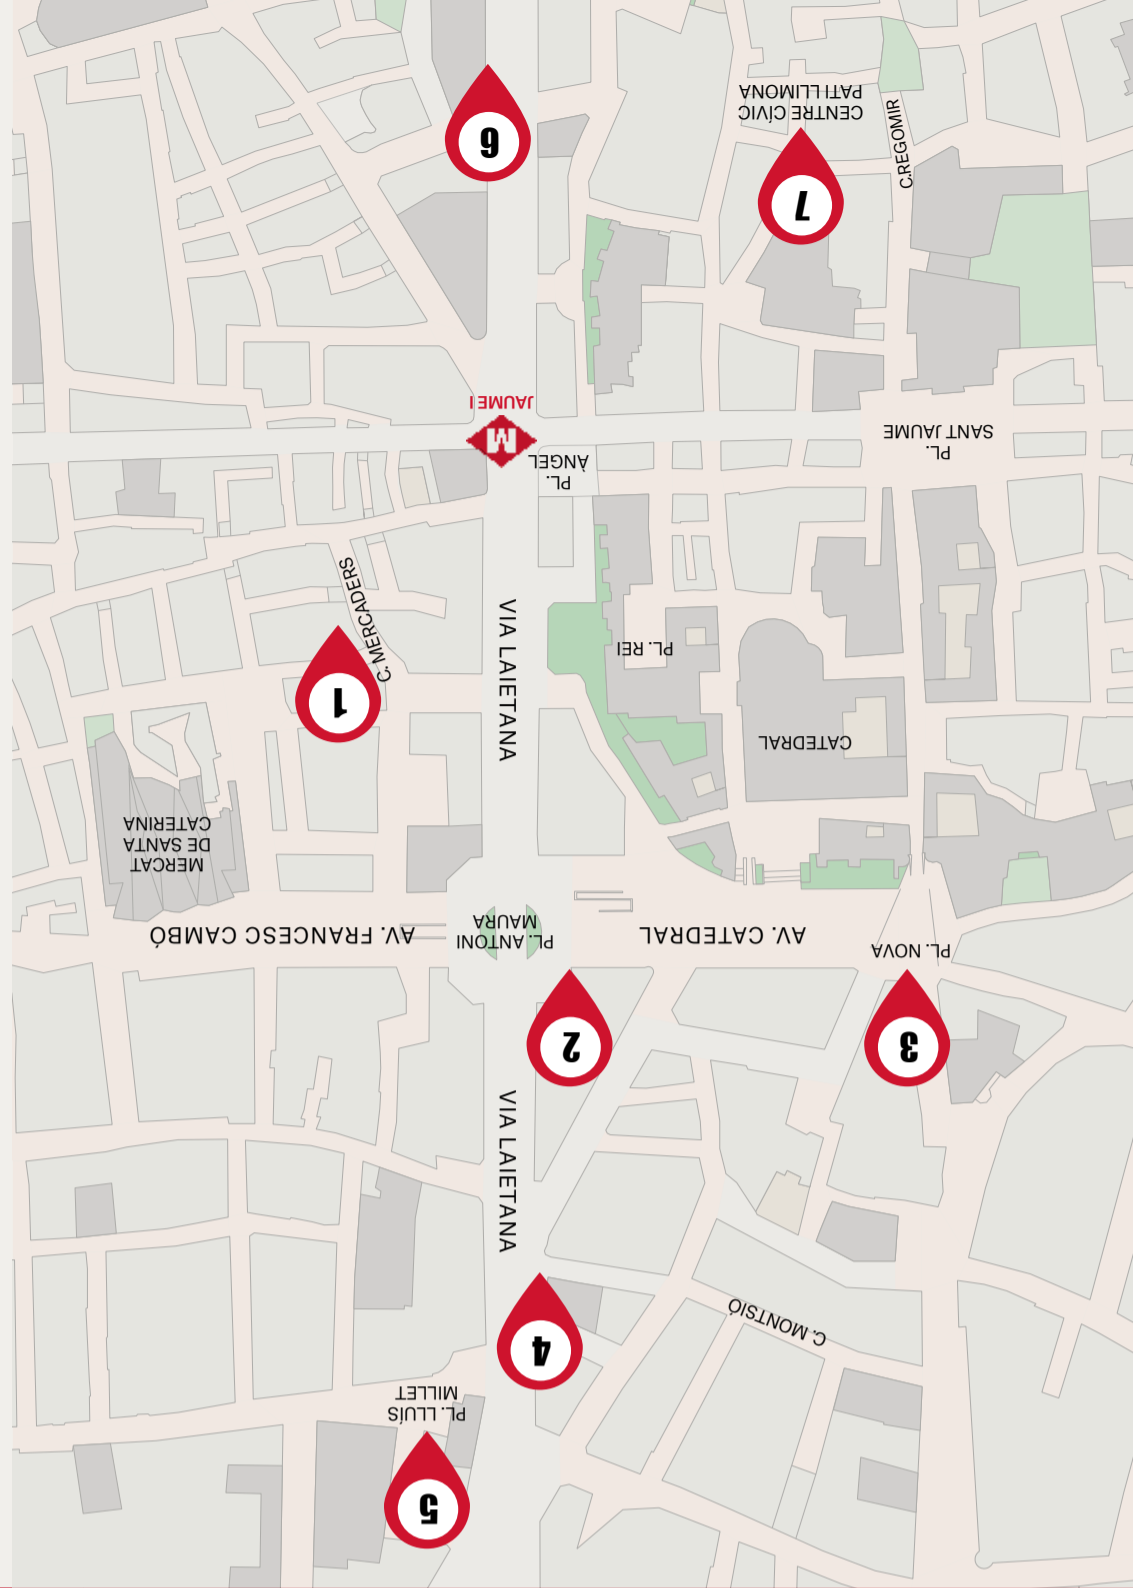 5
PL. LLUÍS
MILLET
4
C. MONTSIÓ
VIA LAIETANA
3
2
PL. NOVA
AV. CATEDRAL
PL. ANTONI
MAURA
AV. FRANCESC CAMBÓ
MERCAT
DE SANTA
CATERINA
CATEDRAL
1
VIA LAIETANA
PL. REI
C. MERCADERS
PL.
ÀNGEL
PL.
SANT JAUME
M
JAUME I
7
C.REGOMIR
6
CENTRE CÍVIC
PATI LLIMONA